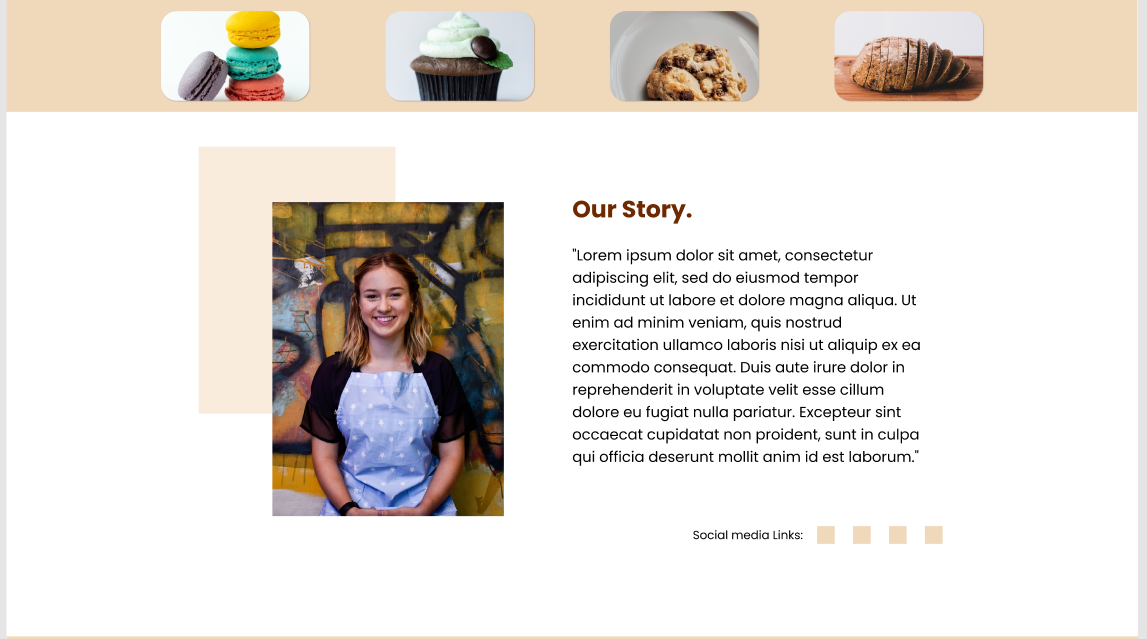 Our Story.
"Lorem ipsum dolor sit amet, consectetur
adipiscing elit, sed do eiusmod tempor
incididunt ut labore et dolore magna aliqua. Ut
enim ad minim veniam, quis nostrud
exercitation ullamco laboris nisi ut aliquip ex ea
commodo consequat. Duis aute irure dolor in
reprehenderit in voluptate velit esse cillum
dolore eu fugiat nulla pariatur. Excepteur sint
occaecat cupidatat non proident, sunt in culpa
qui officia deserunt mollit anim id est laborum."
Social media Links: